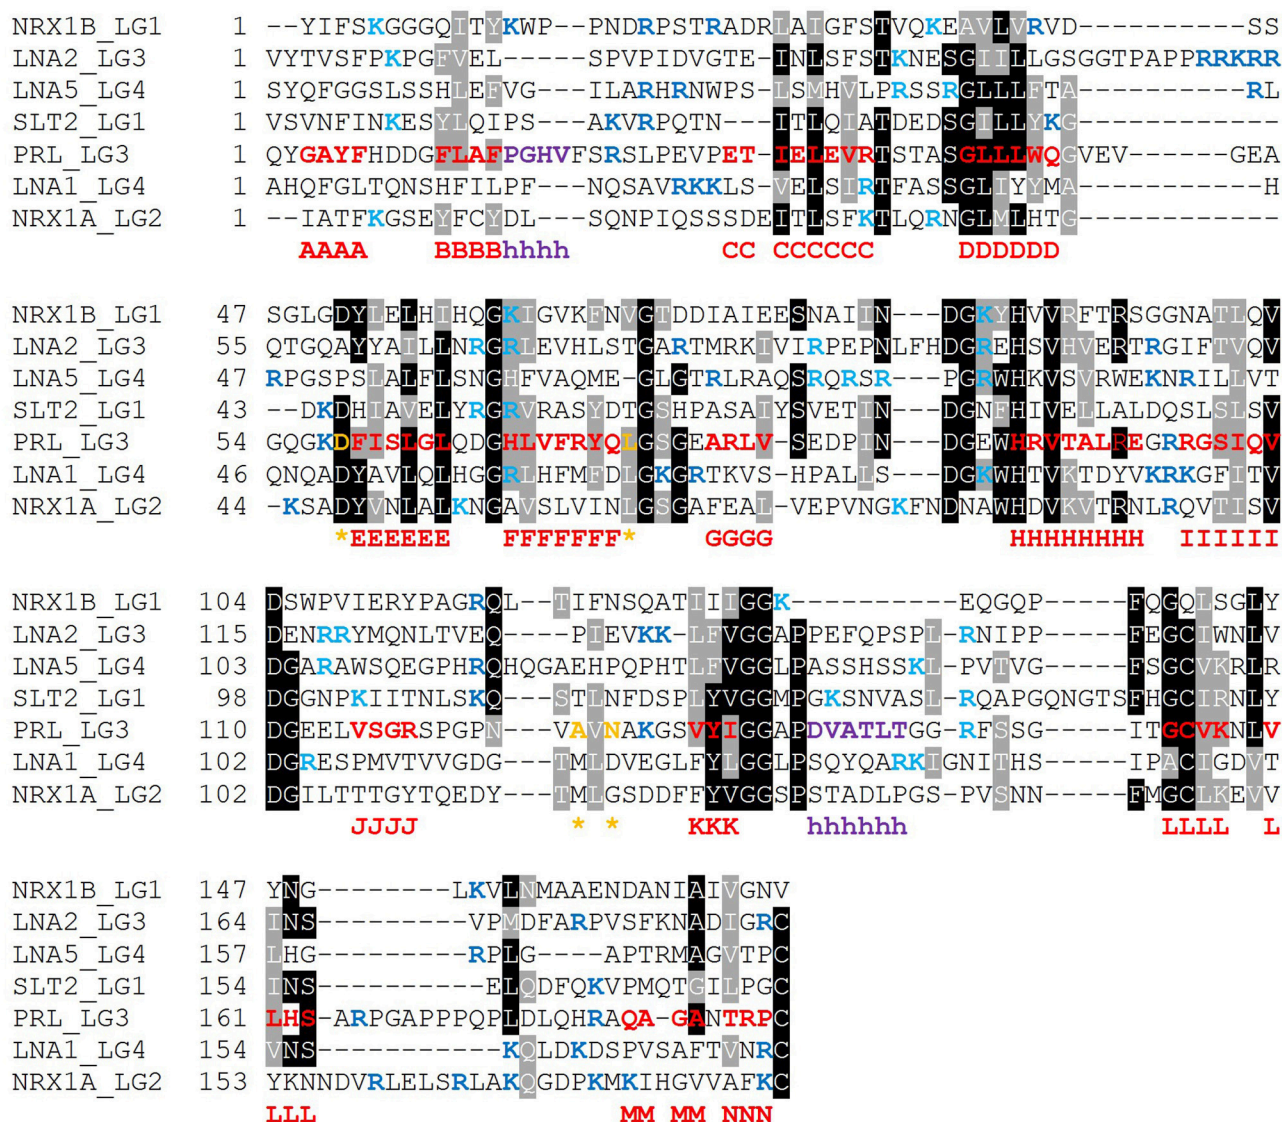 NRX1B_LG1 1 --YIFSKGGGQITYKWP--PNDRPSTRADRLAIGFSTVQKEAVLVRVD----------SS
LNA2_LG3 1 VYTVSFPKPGFVEL-----SPVPIDVGTE-INLSFSTKNESGIILLGSGGTPAPPRRKRR
LNA5_LG4 1 SYQFGGSLSSHLEFVG---ILARHRNWPS-LSMHVLPRSSRGLLLFTA----------RL
SLT2_LG1 1 VSVNFINKESYLQIPS---AKVRPQTN---ITLQIATDEDSGILLYKG------------
PRL_LG3 1 QYGAYFHDDGFLAFPGHVFSRSLPEVPET-IELEVRTSTASGLLLWQGVEV------GEA
LNA1_LG4 1 AHQFGLTQNSHFILPF---NQSAVRKKLS-VELSIRTFASSGLIYYMA-----------H
NRX1A_LG2 1 --IATFKGSEYFCYDL---SQNPIQSSSDEITLSFKTLQRNGLMLHTG------------
AAAA BBBBhhhh CC CCCCCC DDDDDD
NRX1B_LG1 47 SGLGDYLELHIHQGKIGVKFNVGTDDIAIEESNAIIN---DGKYHVVRFTRSGGNATLQV
LNA2_LG3 55 QTGQAYYAILLNRGRLEVHLSTGARTMRKIVIRPEPNLFHDGREHSVHVERTRGIFTVQV
LNA5_LG4 47 RPGSPSLALFLSNGHFVAQME-GLGTRLRAQSRQRSR---PGRWHKVSVRWEKNRILLVT
SLT2_LG1 43 --DKDHIAVELYRGRVRASYDTGSHPASAIYSVETIN---DGNFHIVELLALDQSLSLSV
PRL_LG3 54 GQGKDFISLGLQDGHLVFRYQLGSGEARLV-SEDPIN---DGEWHRVTALREGRRGSIQV
LNA1_LG4 46 QNQADYAVLQLHGGRLHFMFDLGKGRTKVS-HPALLS---DGKWHTVKTDYVKRKGFITV
NRX1A_LG2 44 -KSADYVNLALKNGAVSLVINLGSGAFEAL-VEPVNGKFNDNAWHDVKVTRNLRQVTISV
*EEEEEE FFFFFFF* GGGG HHHHHHHH IIIIII
NRX1B_LG1 104 DSWPVIERYPAGRQL--TIFNSQATIIIGGK----------EQGQP-----FQGQLSGLY
LNA2_LG3 115 DENRRYMQNLTVEQ----PIEVKK-LFVGGAPPEFQPSPL-RNIPP-----FEGCIWNLV
LNA5_LG4 103 DGARAWSQEGPHRQHQGAEHPQPHTLFVGGLPASSHSSKL-PVTVG-----FSGCVKRLR
SLT2_LG1 98 DGGNPKIITNLSKQ---STLNFDSPLYVGGMPGKSNVASL-RQAPGQNGTSFHGCIRNLY
PRL_LG3 110 DGEELVSGRSPGPN---VAVNAKGSVYIGGAPDVATLTGG-RFSSG-----ITGCVKNLV
LNA1_LG4 102 DGRESPMVTVVGDG---TMLDVEGLFYLGGLPSQYQARKIGNITHS-----IPACIGDVT
NRX1A_LG2 102 DGILTTTGYTQEDY---TMLGSDDFFYVGGSPSTADLPGS-PVSNN-----FMGCLKEVV
JJJJ * * KKK hhhhhh LLLL L
NRX1B_LG1 147 YNG--------LKVLNMAAENDANIAIVGNV
LNA2_LG3 164 INS---------VPMDFARPVSFKNADIGRC
LNA5_LG4 157 LHG---------RPLG----APTRMAGVTPC
SLT2_LG1 154 INS----------ELQDFQKVPMQTGILPGC
PRL_LG3 161 LHS-ARPGAPPPQPLDLQHRAQA-GANTRPC
LNA1_LG4 154 VNS-----------KQLDKDSPVSAFTVNRC
NRX1A_LG2 153 YKNNDVRLELSRLAKQGDPKMKIHGVVAFKC
LLL MM MM NNN